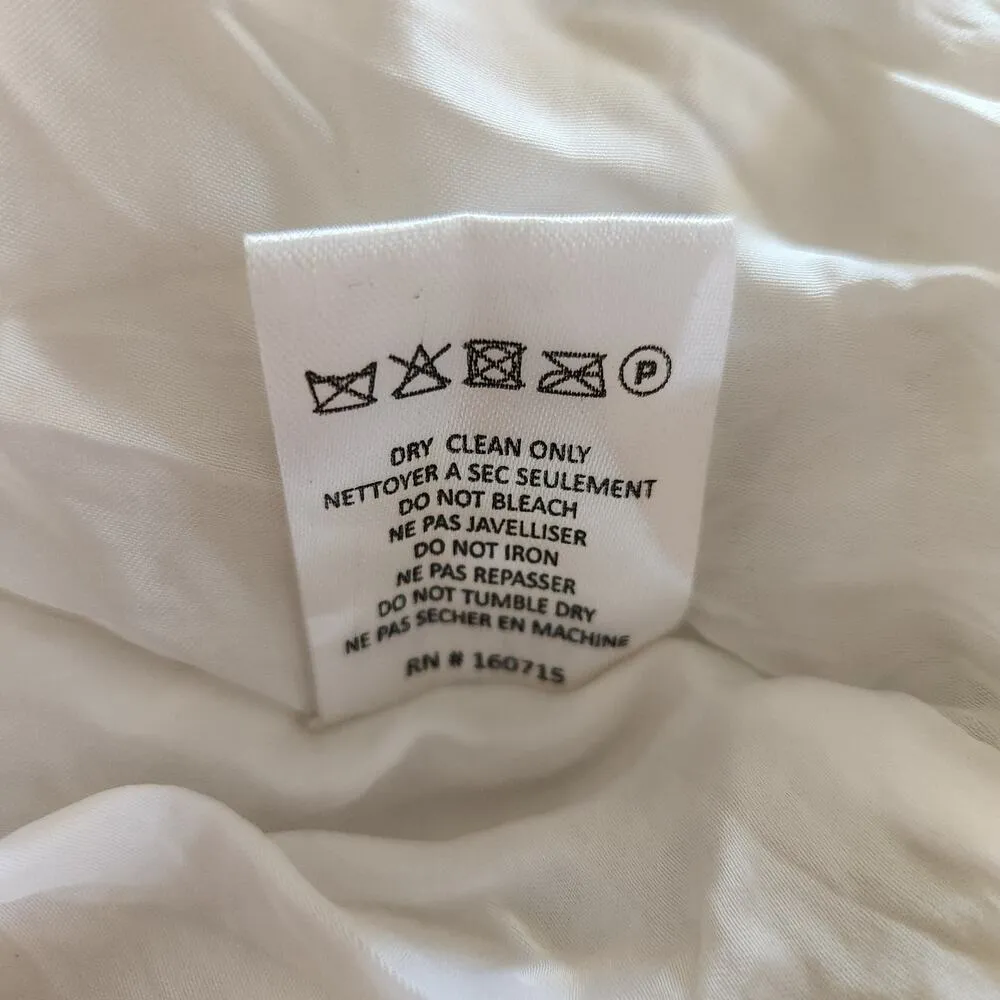 P
DRY CLEAN ONLY
NETTOYER A SEC SEULEMENT
DO NOT BLEACH
NE PAS JAVELLISER
DO NOT IRON
NE PAS REPASSER
DO NOT TUMBLE DRY
NE PAS SECHER EN MACHINE
RN # 160715